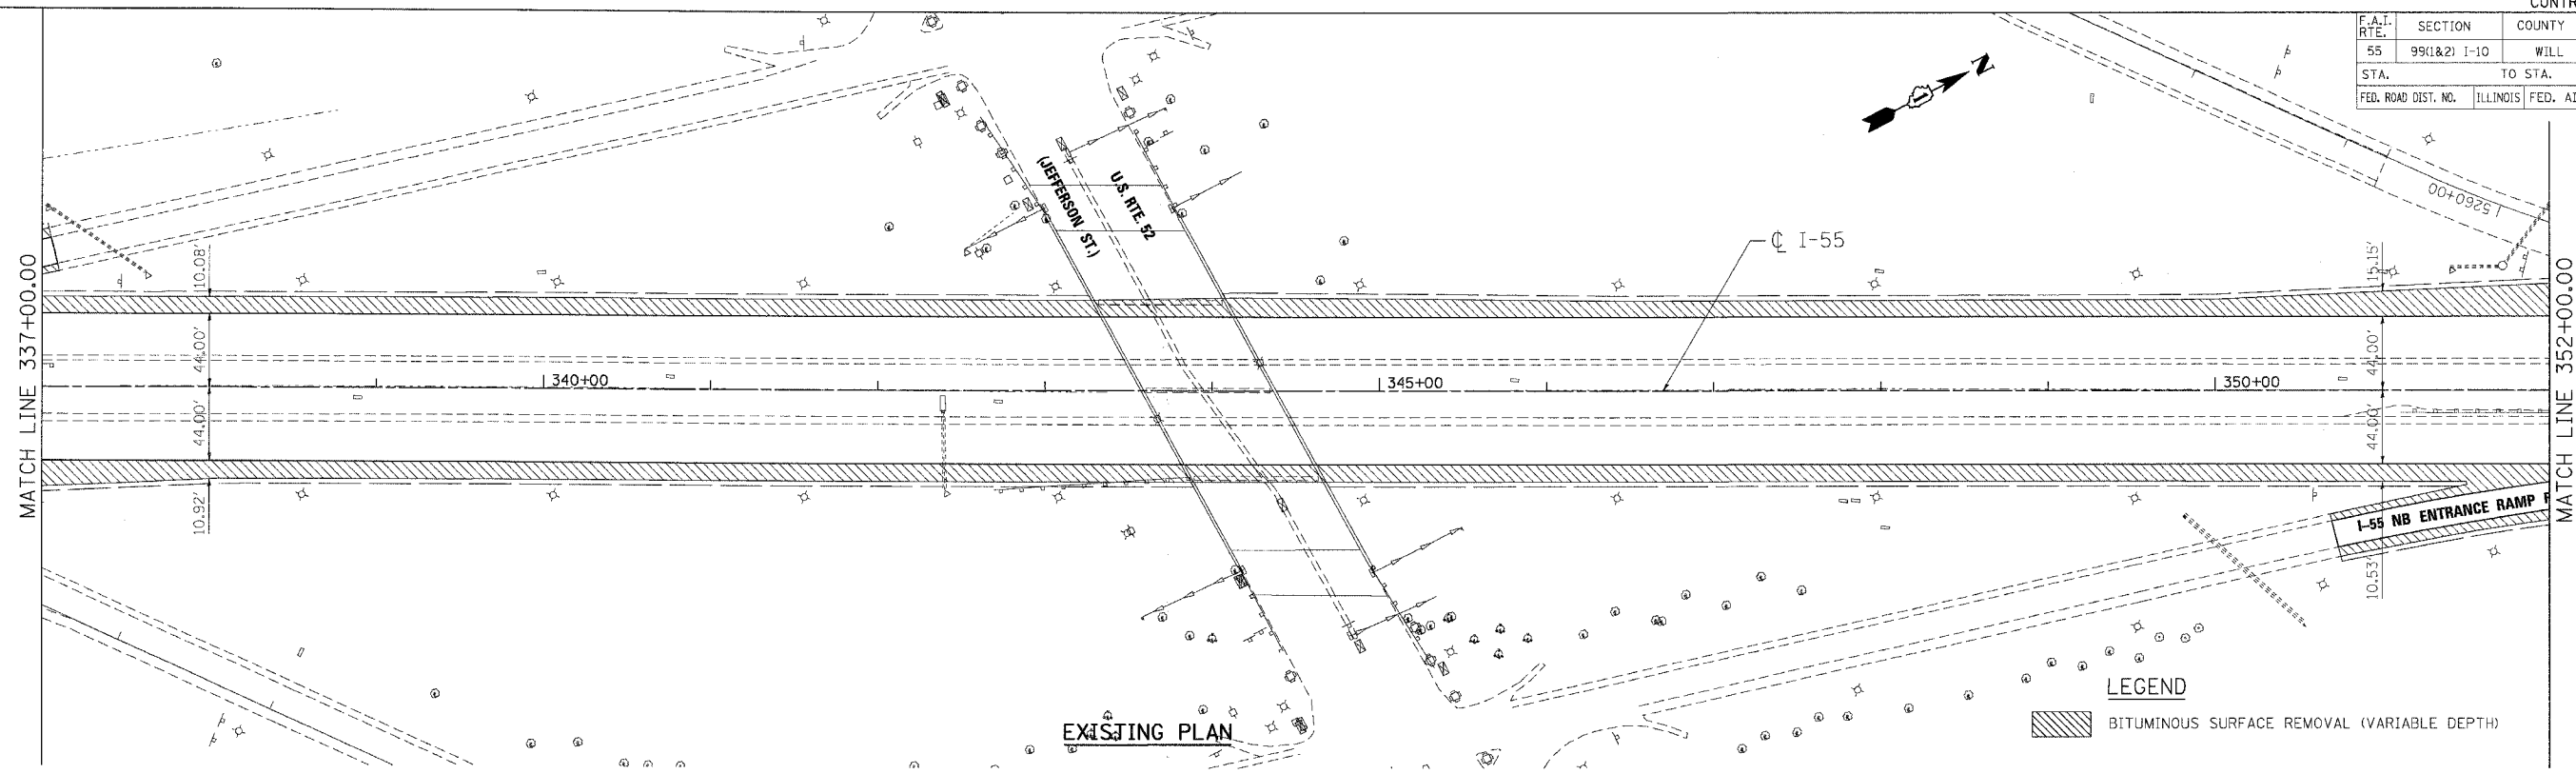 CONTR
F.A.I. RTE. SECTION COUNTY
55 99(1&2) I-10 WILL
STA. TO STA.
FED. ROAD DIST. NO. ILLINOIS FED. AI
N
U.S. RTE. 52
(JEFFERSON ST.)
5260+00
℄ I-55
MATCH LINE 337+00.00
MATCH LINE 352+00.00
10.08'
44.00'
44.00'
10.92'
340+00
345+00
350+00
15.15'
44.00'
44.00'
10.53'
I-55 NB ENTRANCE RAMP
LEGEND
BITUMINOUS SURFACE REMOVAL (VARIABLE DEPTH)
EXISTING PLAN